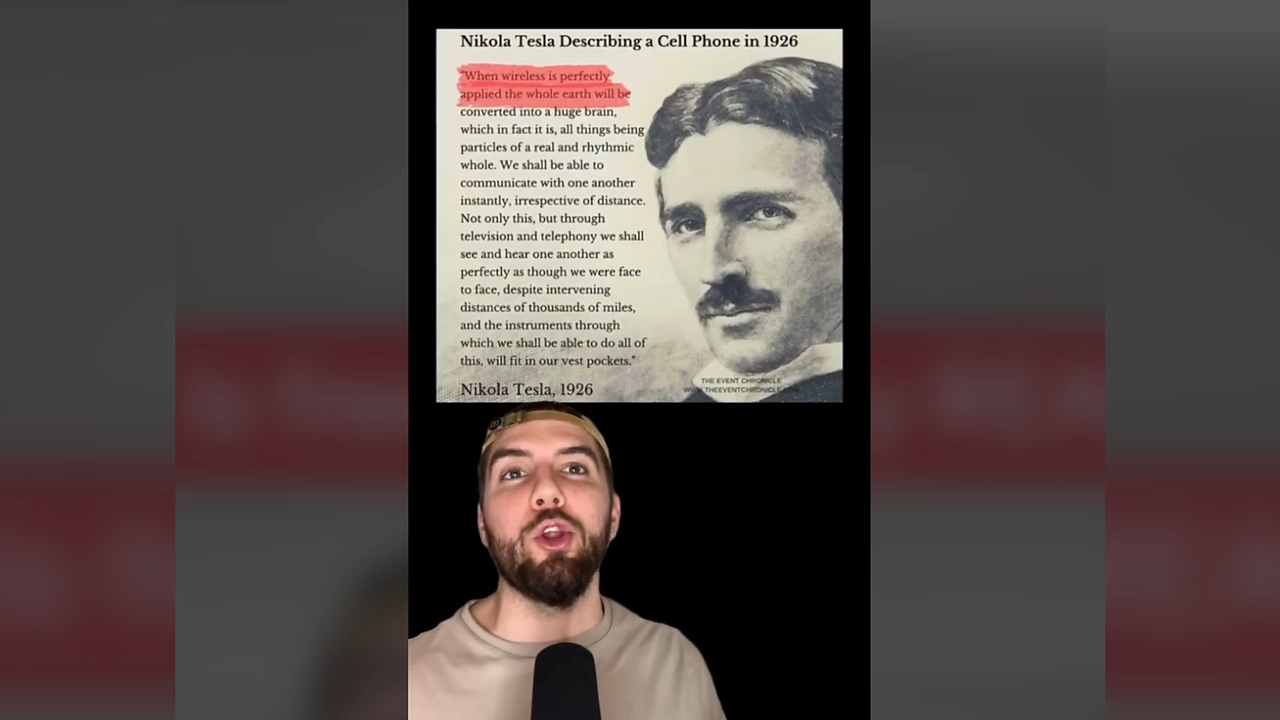 Nikola Tesla Describing a Cell Phone in 1926
"When wireless is perfectly
applied the whole earth will be
converted into a huge brain,
which in fact it is, all things being
particles of a real and rhythmic
whole. We shall be able to
communicate with one another
instantly, irrespective of distance.
Not only this, but through
television and telephony we shall
see and hear one another as
perfectly as though we were face
to face, despite intervening
distances of thousands of miles,
and the instruments through
which we shall be able to do all of
this, will fit in our vest pockets."
Nikola Tesla, 1926
THE EVENT CHRONICLE
WWW.THEEVENTCHRONICLE.COM